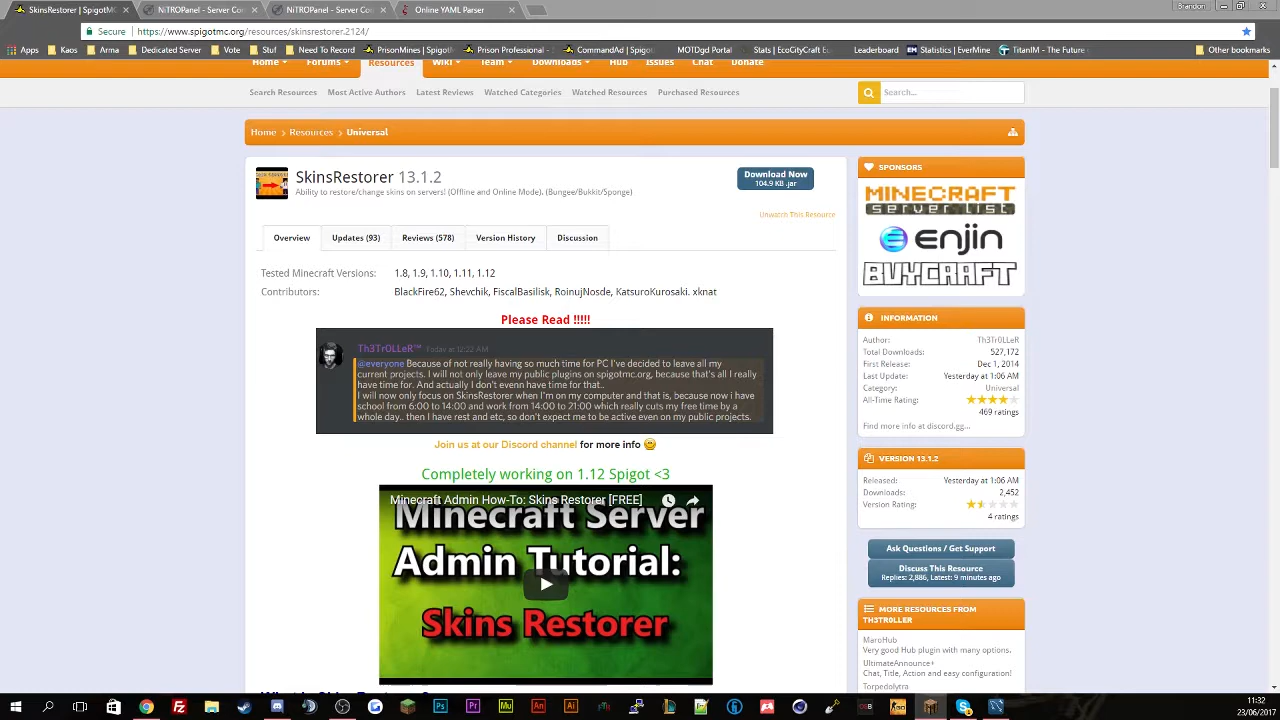 SkinsRestorer | SpigotMC
NiTROPanel - Server Con
NiTROPanel - Server Con
Coming Soon 1.12 Parser
Brandon
Secure
https://www.spigotmc.org/resources/skinsrestorer.2124/
Apps
Kaos
Arma
Dedicated Server
Stuff
Need To Record
PrisonMines | Spigot
Prison Professional - S
CommandAd | Spigot
MOTDgd Portal
Stats | EcoCityCraft E
Leaderboard
Statistics | EverMine
TitanIM - The Future
Other bookmarks
Home
Forums
Resources
Wiki
Team
Downloads
Hub
Issues
Chat
Donate
Search Resources
Most Active Authors
Latest Reviews
Watched Categories
Watched Resources
Purchased Resources
Search...
Home
Resources
Universal
SkinsRestorer 13.1.2
Ability to restore/change skins on servers! (Offline and Online Mode). (Bungee/Bukkit/Sponge)
Download Now
104.9 KB .jar
Unwatch This Resource
Overview
Updates (93)
Reviews (578)
Version History
Discussion
Tested Minecraft Versions: 1.8, 1.9, 1.10, 1.11, 1.12
Contributors: BlackFire62, Shevchik, FiscalBasilisk, RoinujNosde, KatsuroKurosaki. xknat
Please Read !!!!!
Th3Tr0LLeR™ Today at 12:22 AM
@everyone Because of not really having so much time for PC I've decided to leave all my
current projects. I will not only leave my public plugins on spigotmc.org, because that's all I really
have time for. And actually I don't evenn have time for that..
I will now only focus on SkinsRestorer when I'm on my computer and that is, because now i have
school from 6:00 to 14:00 and work from 14:00 to 21:00 which really cuts my free time by a
whole day.. then I have rest and etc, so don't expect me to be active even on my public projects.
Join us at our Discord channel for more info
Completely working on 1.12 Spigot <3
Minecraft Admin How-To: Skins Restorer [FREE]
Minecraft Server
Admin Tutorial:
Skins Restorer
SPONSORS
MINECRAFT
server list
enjin
BUYCRAFT
INFORMATION
Author: Th3Tr0LLeR
Total Downloads: 527,172
First Release: Dec 1, 2014
Last Update: Yesterday at 1:06 AM
Category: Universal
All-Time Rating:
469 ratings
Find more info at discord.gg...
VERSION 13.1.2
Released: Yesterday at 1:06 AM
Downloads: 2,452
Version Rating:
4 ratings
Ask Questions / Get Support
Discuss This Resource
Replies: 2,886, Latest: 9 minutes ago
MORE RESOURCES FROM
TH3TR0LLER
MaroHub
Very good Hub plugin with many options.
UltimateAnnounce+
Chat, Title, Action and easy configuration!
Torpedolytra
11:32
23/06/2017